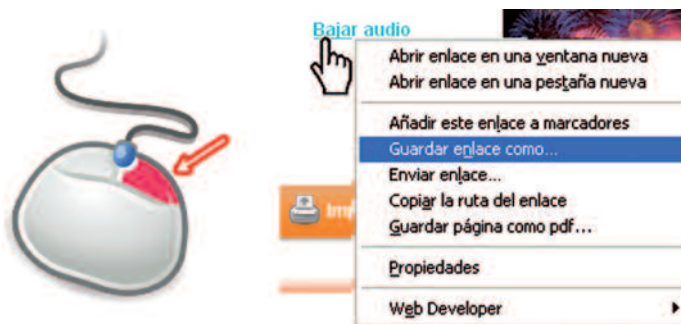 Bajar audio
Abrir enlace en una ventana nueva
Abrir enlace en una pestaña nueva
Añadir este enlace a marcadores
Guardar enlace como...
Enviar enlace...
Copiar la ruta del enlace
Guardar página como pdf...
Propiedades
Web Developer